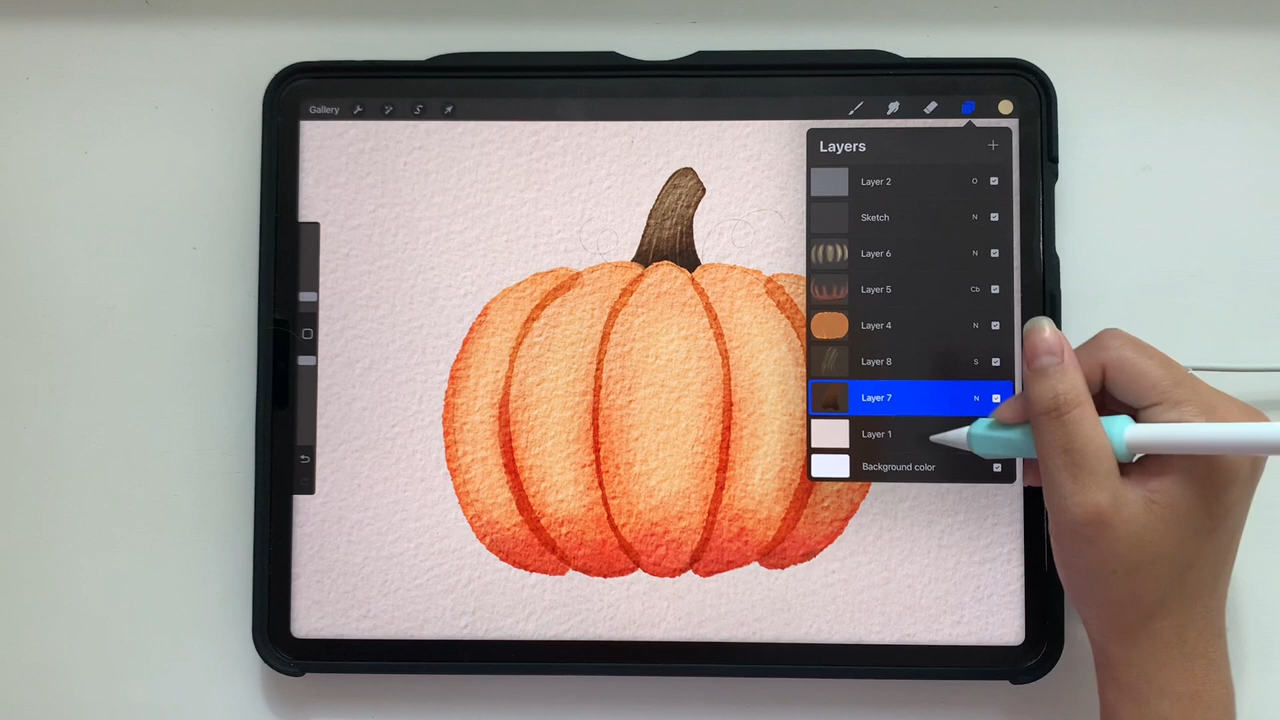 Gallery
Layers
Layer 2 O
Sketch N
Layer 6 N
Layer 5 Cb
Layer 4 N
Layer 8 S
Layer 7 N
Layer 1
Background color